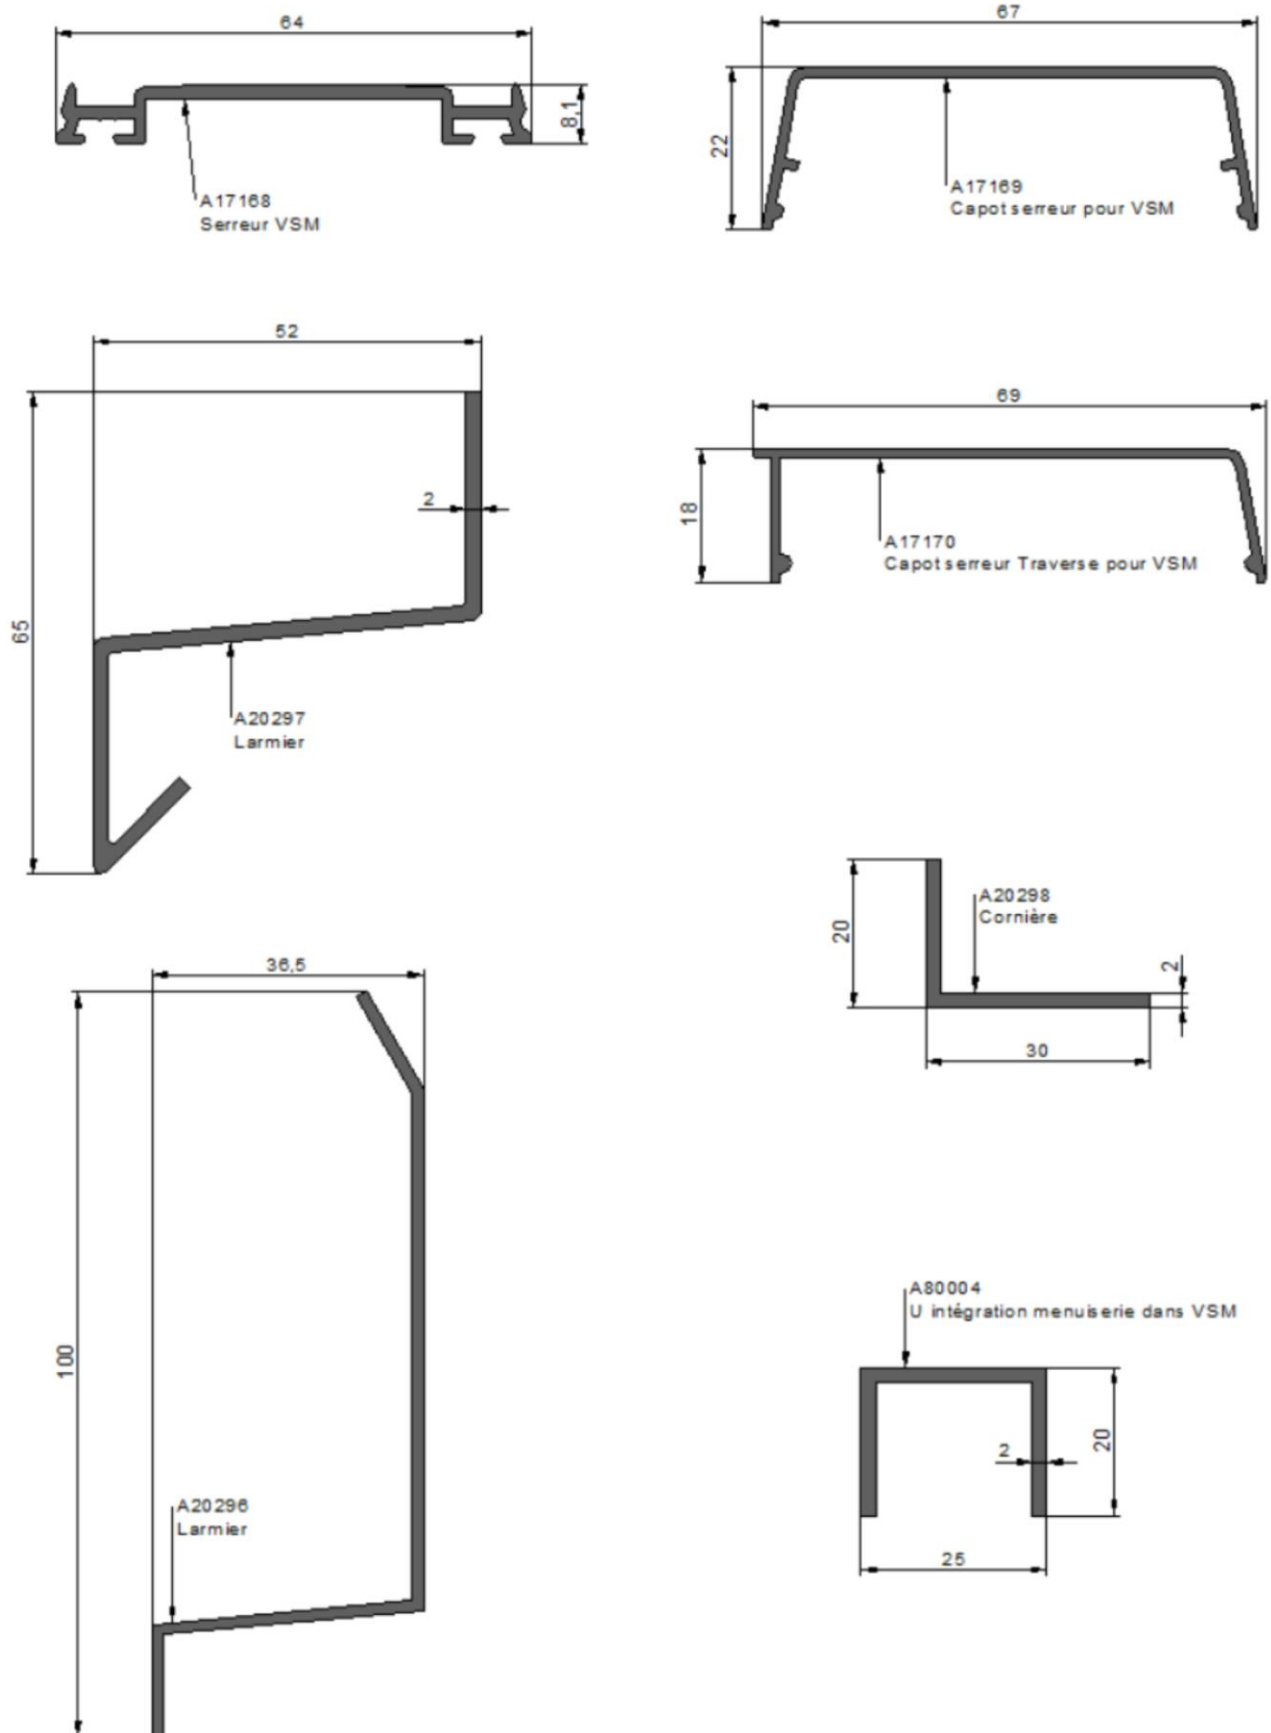 64
8,1
A17168
Serreur VSM
67
22
A17169
Capot serreur pour VSM
52
2
65
A20297
Larmier
69
18
A17170
Capot serreur Traverse pour VSM
20
A20298
Cornière
2
30
36,5
100
A20296
Larmier
A80004
U intégration menuiserie dans VSM
2
20
25